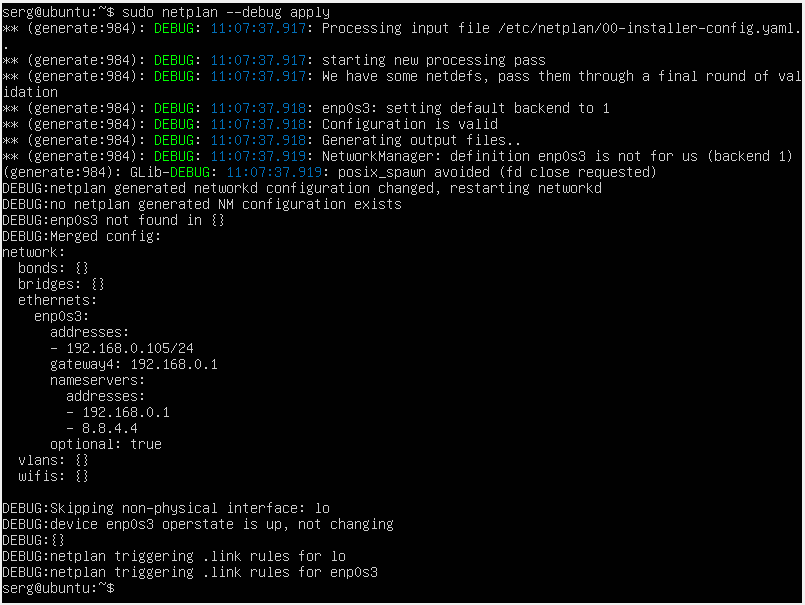 serg@ubuntu:~$ sudo netplan --debug apply
** (generate:984): DEBUG: 11:07:37.917: Processing input file /etc/netplan/00-installer-config.yaml.
.
** (generate:984): DEBUG: 11:07:37.917: starting new processing pass
** (generate:984): DEBUG: 11:07:37.917: We have some netdefs, pass them through a final round of val
idation
** (generate:984): DEBUG: 11:07:37.918: enp0s3: setting default backend to 1
** (generate:984): DEBUG: 11:07:37.918: Configuration is valid
** (generate:984): DEBUG: 11:07:37.918: Generating output files..
** (generate:984): DEBUG: 11:07:37.919: NetworkManager: definition enp0s3 is not for us (backend 1)
(generate:984): GLib-DEBUG: 11:07:37.919: posix_spawn avoided (fd close requested)
DEBUG:netplan generated networkd configuration changed, restarting networkd
DEBUG:no netplan generated NM configuration exists
DEBUG:enp0s3 not found in {}
DEBUG:Merged config:
network:
  bonds: {}
  bridges: {}
  ethernets:
    enp0s3:
      addresses:
      - 192.168.0.105/24
      gateway4: 192.168.0.1
      nameservers:
        addresses:
        - 192.168.0.1
        - 8.8.4.4
      optional: true
  vlans: {}
  wifis: {}

DEBUG:Skipping non-physical interface: lo
DEBUG:device enp0s3 operstate is up, not changing
DEBUG:{}
DEBUG:netplan triggering .link rules for lo
DEBUG:netplan triggering .link rules for enp0s3
serg@ubuntu:~$